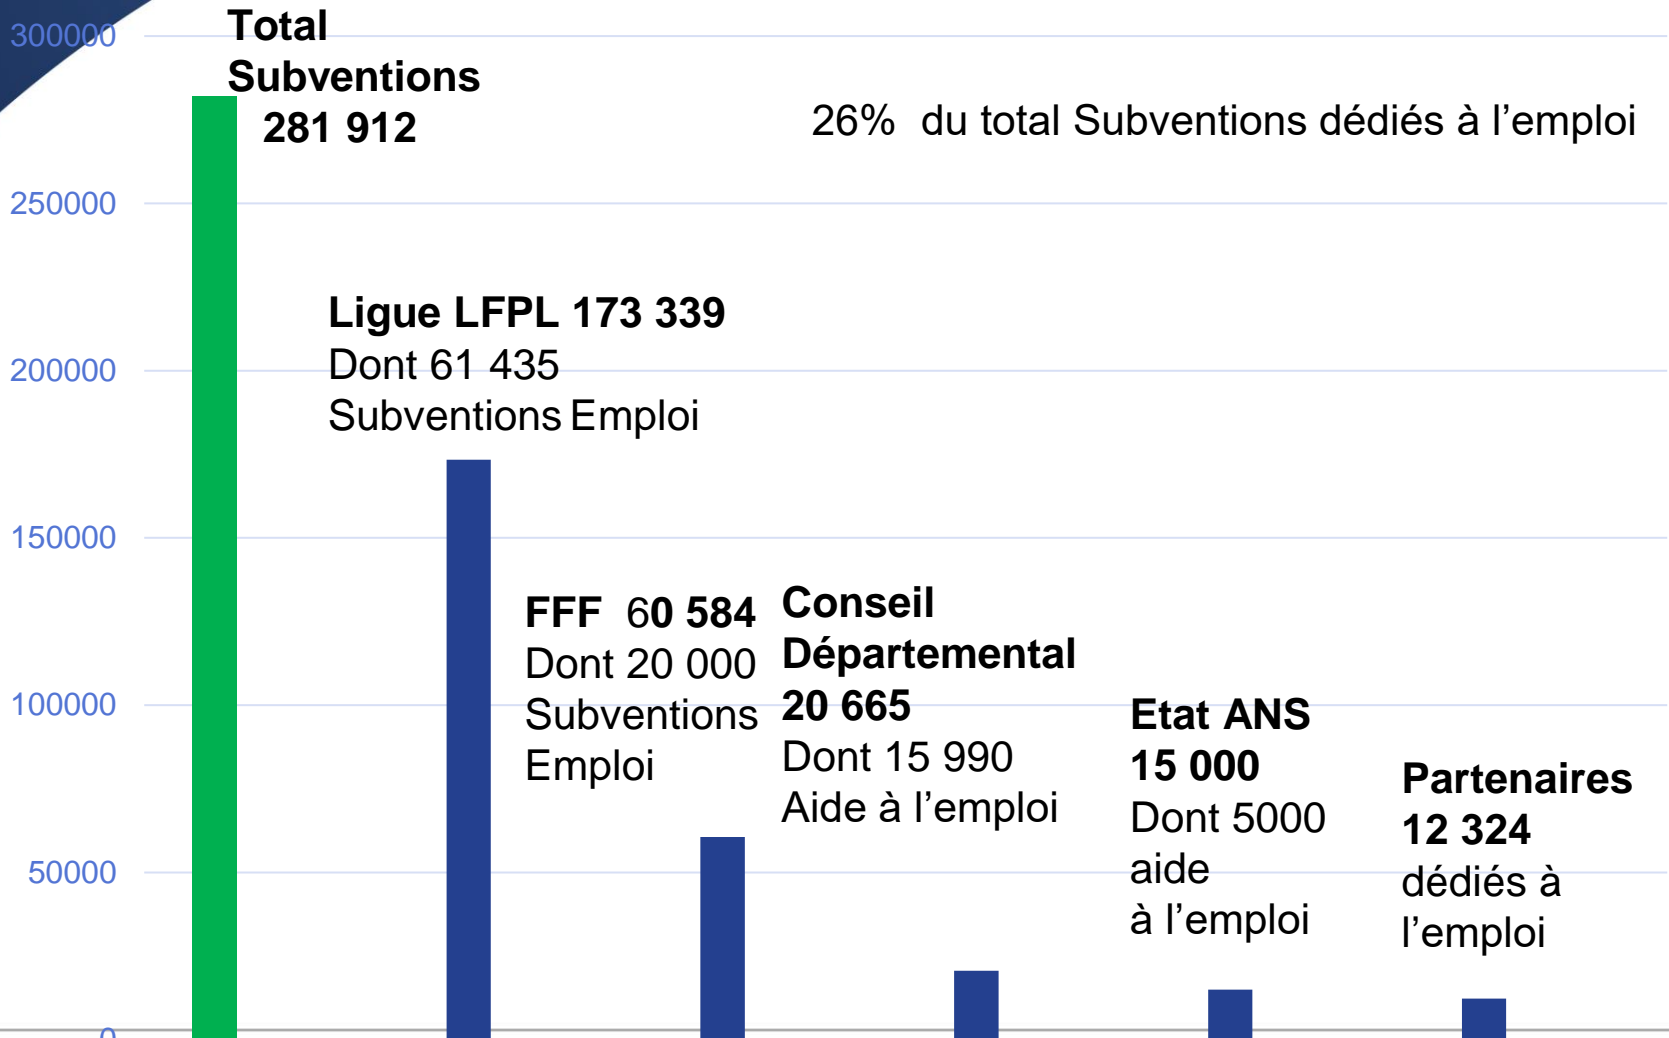 300000
250000
200000
150000
100000
50000
0
Total
Subventions
281 912
26% du total Subventions dédiés à l’emploi
Ligue LFPL 173 339
Dont 61 435
Subventions Emploi
FFF 60 584
Dont 20 000
Subventions
Emploi
Conseil
Départemental
20 665
Dont 15 990
Aide à l’emploi
Etat ANS
15 000
Dont 5000
aide
à l’emploi
Partenaires
12 324
dédiés à
l’emploi